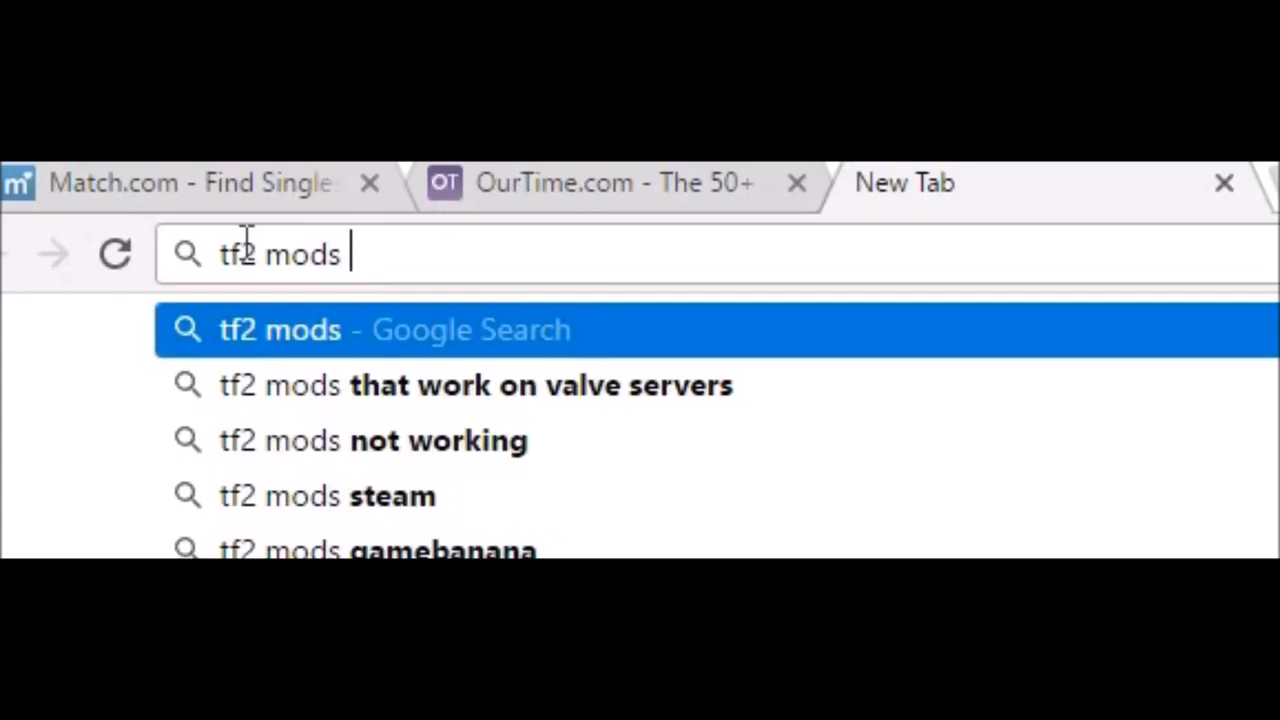 m Match.com - Find Single OT OurTime.com - The 50+ New Tab
tf2 mods
tf2 mods - Google Search
tf2 mods that work on valve servers
tf2 mods not working
tf2 mods steam
tf2 mods gamebanana